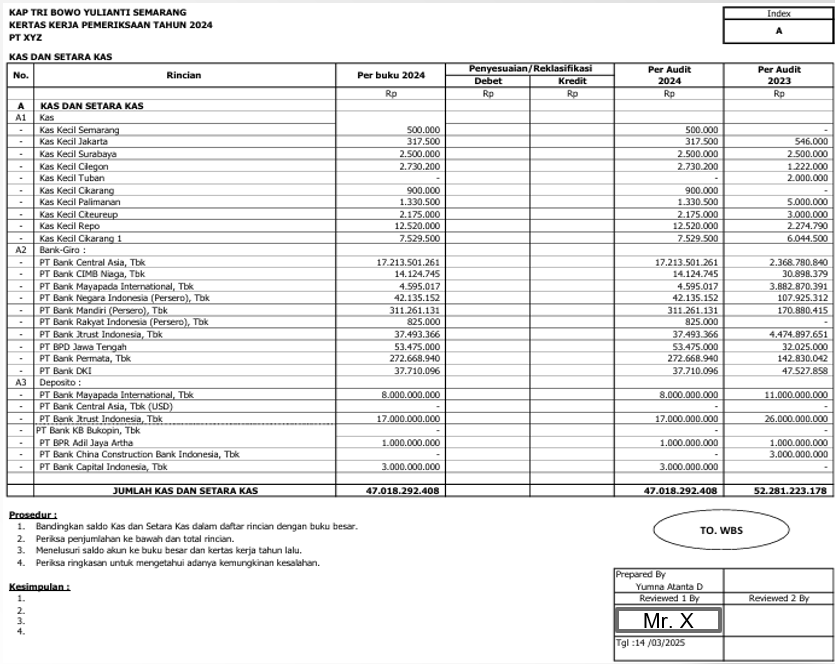 KAP TRI BOWO YULIANTI SEMARANG
KERTAS KERJA PEMERIKSAAN TAHUN 2024
PT XYZ
Index
A
KAS DAN SETARA KAS
No. Rincian Per buku 2024 Penyesuaian/Reklasifikasi Debet Kredit Per Audit 2024 Per Audit 2023
Rp Rp Rp Rp Rp
A KAS DAN SETARA KAS
A1 Kas
- Kas Kecil Semarang 500.000 500.000 -
- Kas Kecil Jakarta 317.500 317.500 546.000
- Kas Kecil Surabaya 2.500.000 2.500.000 2.500.000
- Kas Kecil Cilegon 2.730.200 2.730.200 1.222.000
- Kas Kecil Tuban - - 2.000.000
- Kas Kecil Cikarang 900.000 900.000 -
- Kas Kecil Palimanan 1.330.500 1.330.500 5.000.000
- Kas Kecil Citeureup 2.175.000 2.175.000 3.000.000
- Kas Kecil Repo 12.520.000 12.520.000 2.274.790
- Kas Kecil Cikarang 1 7.529.500 7.529.500 6.044.500
A2 Bank-Giro :
- PT Bank Central Asia, Tbk 17.213.501.261 17.213.501.261 2.368.780.840
- PT Bank CIMB Niaga, Tbk 14.124.745 14.124.745 30.898.379
- PT Bank Mayapada International, Tbk 4.595.017 4.595.017 3.882.870.391
- PT Bank Negara Indonesia (Persero), Tbk 42.135.152 42.135.152 107.925.312
- PT Bank Mandiri (Persero), Tbk 311.261.131 311.261.131 170.880.415
- PT Bank Rakyat Indonesia (Persero), Tbk 825.000 825.000 -
- PT Bank Jtrust Indonesia, Tbk 37.493.366 37.493.366 4.474.897.651
- PT BPD Jawa Tengah 53.475.000 53.475.000 32.025.000
- PT Bank Permata, Tbk 272.668.940 272.668.940 142.830.042
- PT Bank DKI 37.710.096 37.710.096 47.527.858
A3 Deposito :
- PT Bank Mayapada International, Tbk 8.000.000.000 8.000.000.000 11.000.000.000
- PT Bank Central Asia, Tbk (USD) - - -
- PT Bank Jtrust Indonesia, Tbk 17.000.000.000 17.000.000.000 26.000.000.000
- PT Bank KB Bukopin, Tbk - - -
- PT BPR Adil Jaya Artha 1.000.000.000 1.000.000.000 1.000.000.000
- PT Bank China Construction Bank Indonesia, Tbk - - 3.000.000.000
- PT Bank Capital Indonesia, Tbk 3.000.000.000 3.000.000.000 -
JUMLAH KAS DAN SETARA KAS 47.018.292.408 47.018.292.408 52.281.223.178
Prosedur :
1. Bandingkan saldo Kas dan Setara Kas dalam daftar rincian dengan buku besar.
2. Periksa penjumlahan ke bawah dan total rincian.
3. Menelusuri saldo akun ke buku besar dan kertas kerja tahun lalu.
4. Periksa ringkasan untuk mengetahui adanya kemungkinan kesalahan.
TO. WBS
Kesimpulan :
1.
2.
3.
4.
Prepared By
Yumna Atanta D
Reviewed 1 By Reviewed 2 By
Mr. X
Tgl :14 /03/2025